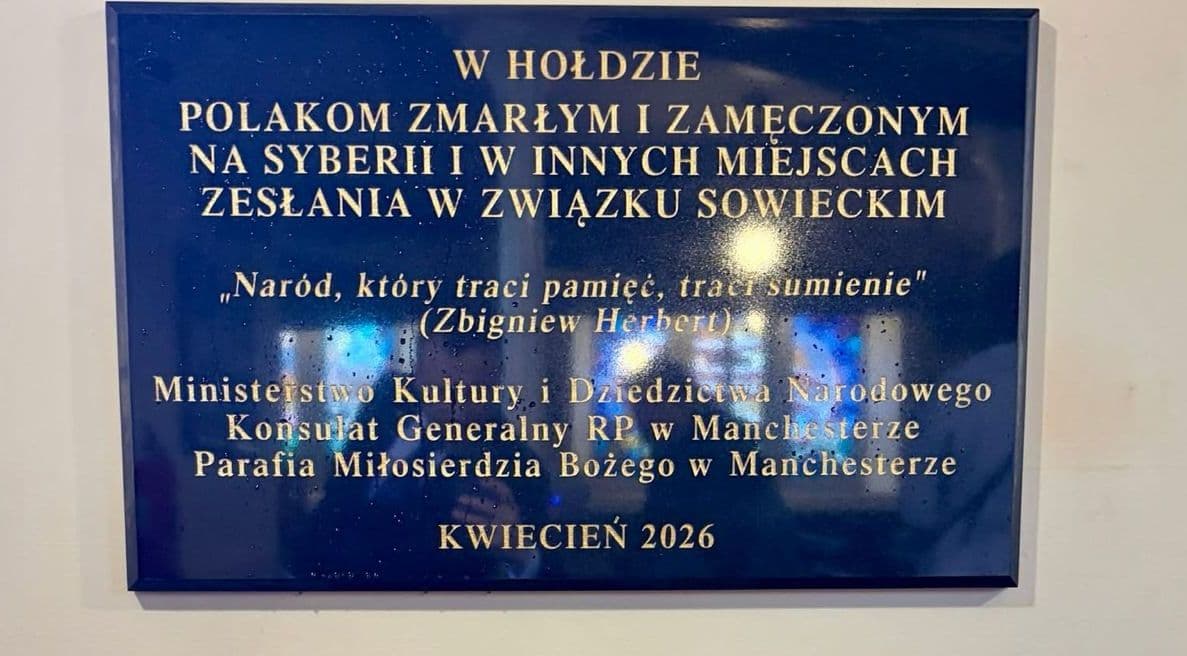 W HOŁDZIE
POLAKOM ZMARŁYM I ZAMĘCZONYM
NA SYBERII I W INNYCH MIEJSCACH
ZESŁANIA W ZWIĄZKU SOWIECKIM
„Naród, który traci pamięć, traci sumienie"
(Zbigniew Herbert)
Ministerstwo Kultury i Dziedzictwa Narodowego
Konsulat Generalny RP w Manchesterze
Parafia Miłosierdzia Bożego w Manchesterze
KWIECIEŃ 2026